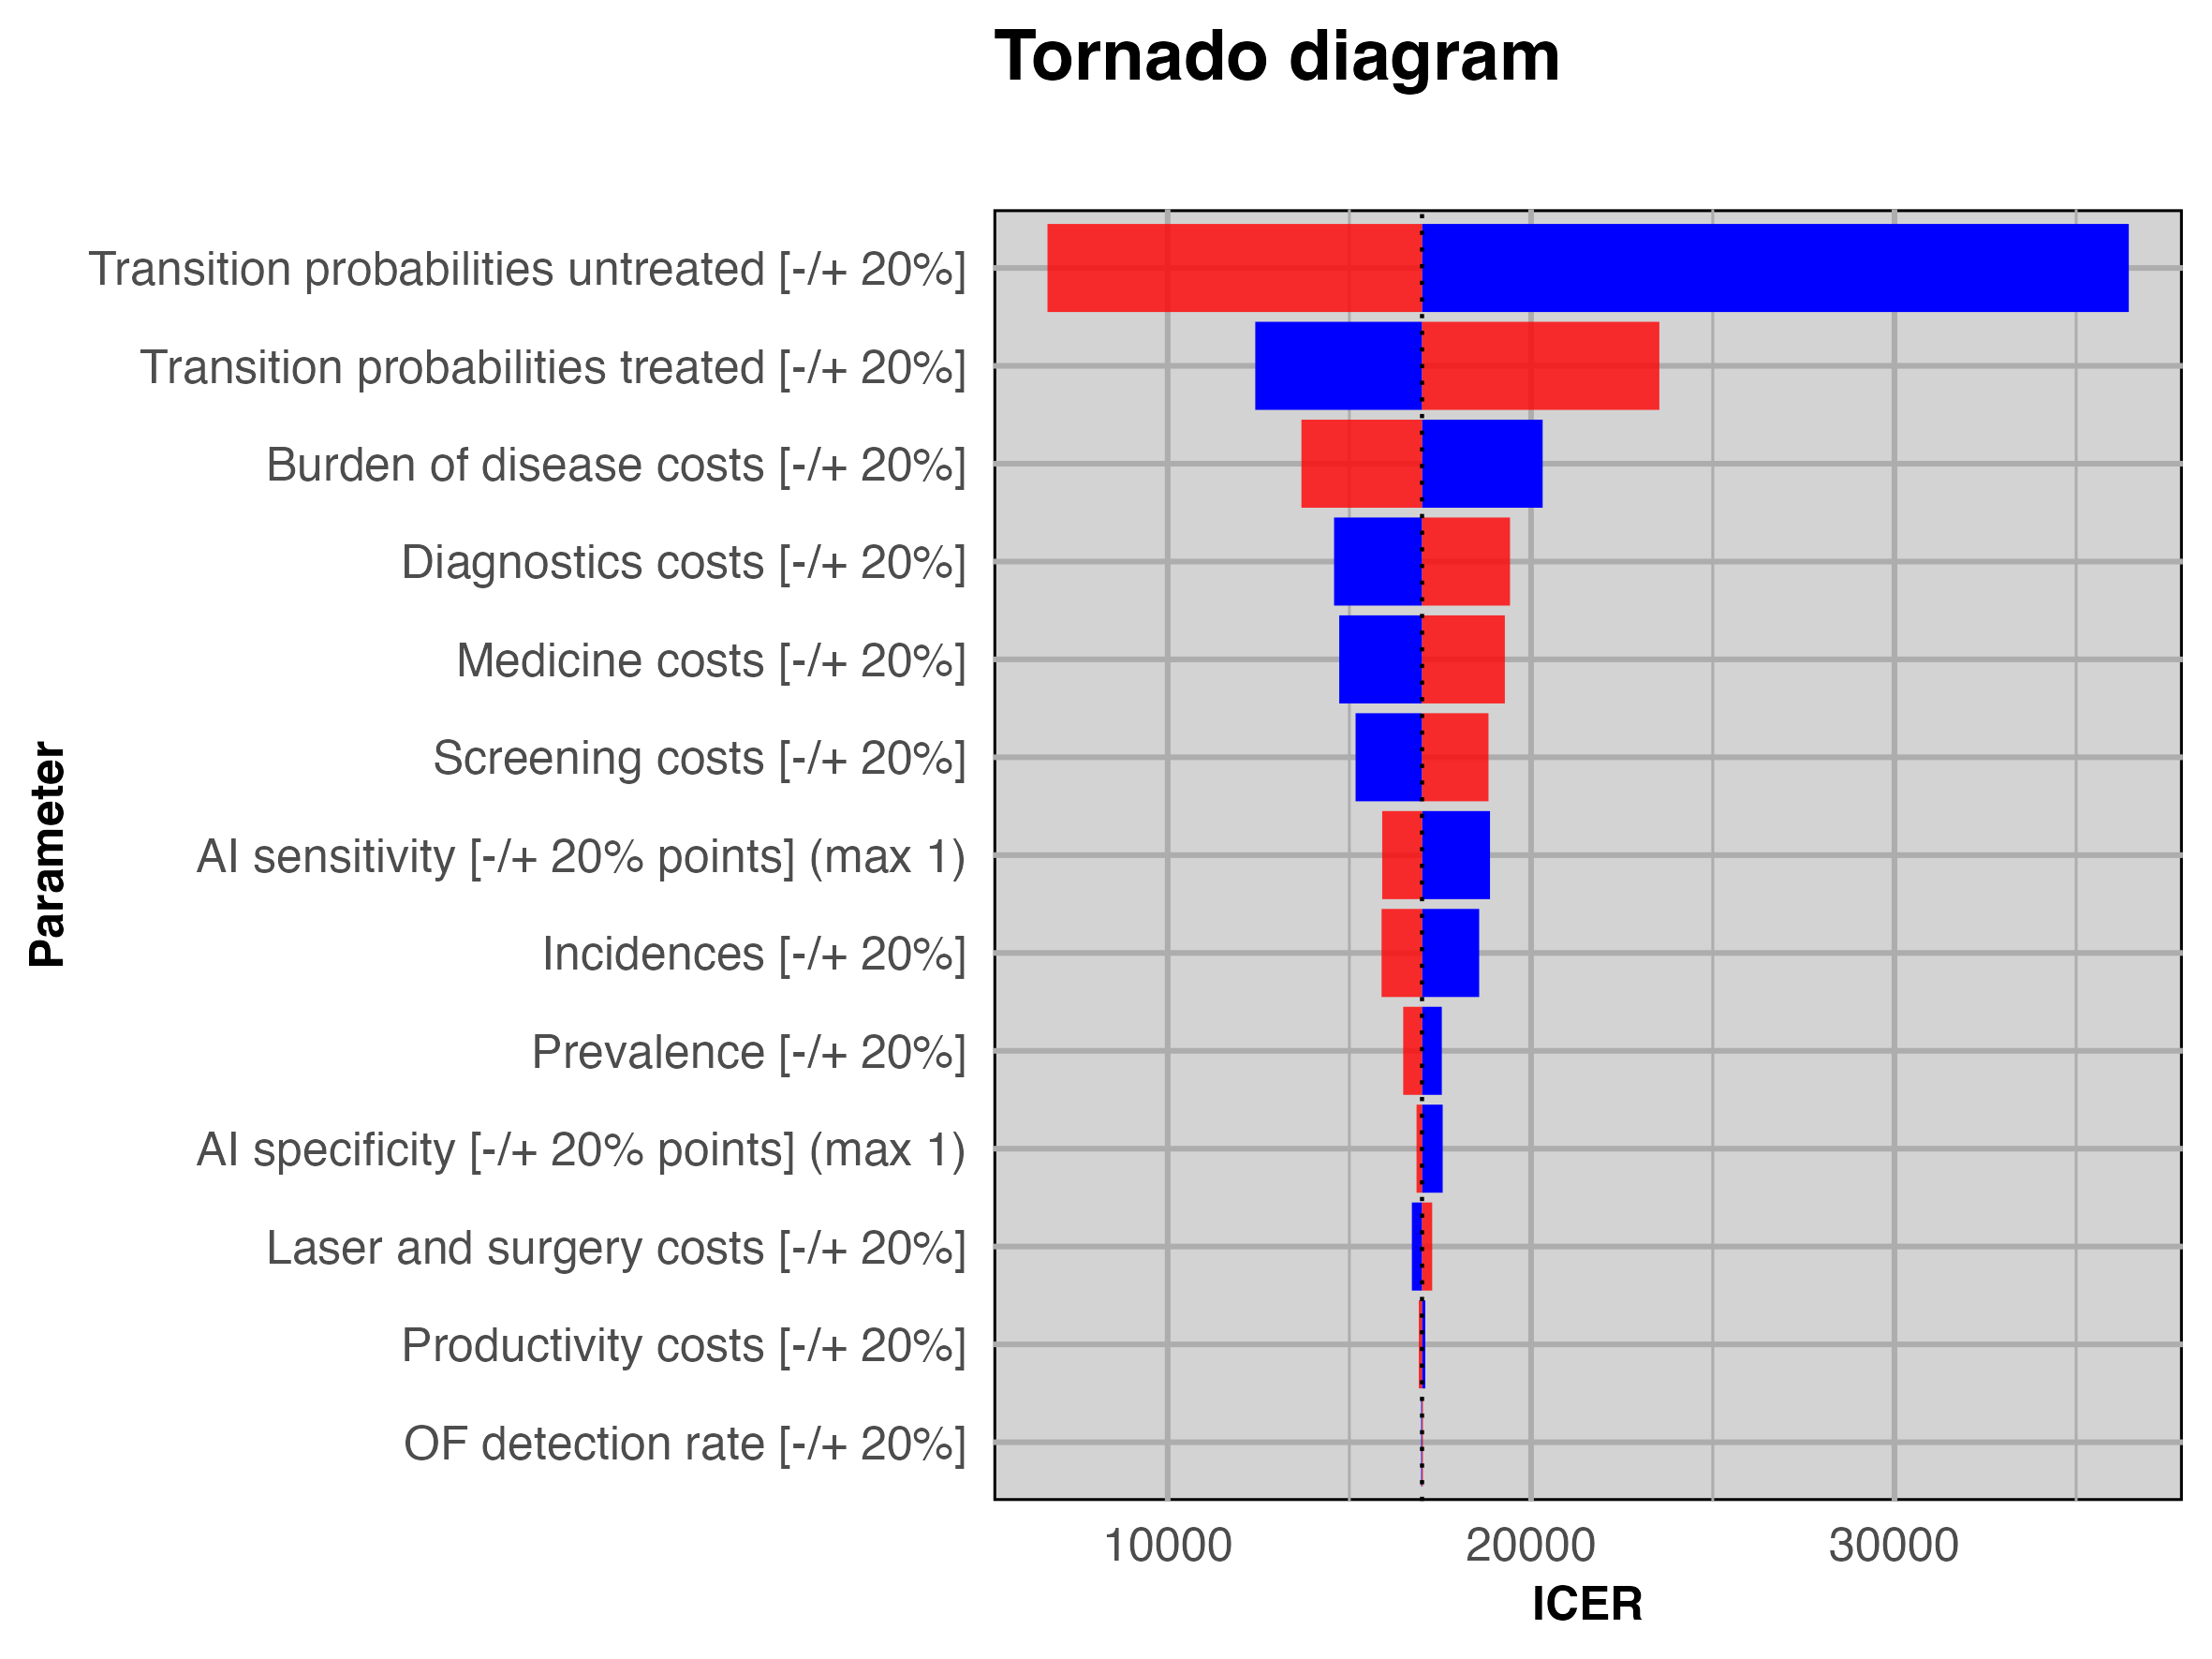 Tornado diagram
Parameter
Transition probabilities untreated [-/+ 20%]
Transition probabilities treated [-/+ 20%]
Burden of disease costs [-/+ 20%]
Diagnostics costs [-/+ 20%]
Medicine costs [-/+ 20%]
Screening costs [-/+ 20%]
AI sensitivity [-/+ 20% points] (max 1)
Incidences [-/+ 20%]
Prevalence [-/+ 20%]
AI specificity [-/+ 20% points] (max 1)
Laser and surgery costs [-/+ 20%]
Productivity costs [-/+ 20%]
OF detection rate [-/+ 20%]
10000 20000 30000
ICER